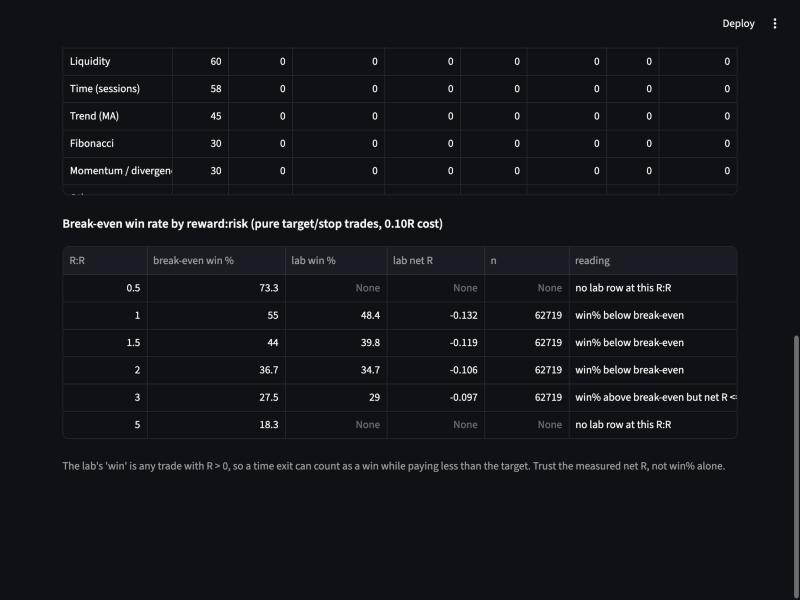 Deploy
Liquidity 60 0 0 0 0 0 0 0
Time (sessions) 58 0 0 0 0 0 0 0
Trend (MA) 45 0 0 0 0 0 0 0
Fibonacci 30 0 0 0 0 0 0 0
Momentum / divergen 30 0 0 0 0 0 0 0
Break-even win rate by reward:risk (pure target/stop trades, 0.10R cost)
R:R break-even win % lab win % lab net R n reading
0.5 73.3 None None None no lab row at this R:R
1 55 48.4 -0.132 62719 win% below break-even
1.5 44 39.8 -0.119 62719 win% below break-even
2 36.7 34.7 -0.106 62719 win% below break-even
3 27.5 29 -0.097 62719 win% above break-even but net R <
5 18.3 None None None no lab row at this R:R
The lab's 'win' is any trade with R > 0, so a time exit can count as a win while paying less than the target. Trust the measured net R, not win% alone.